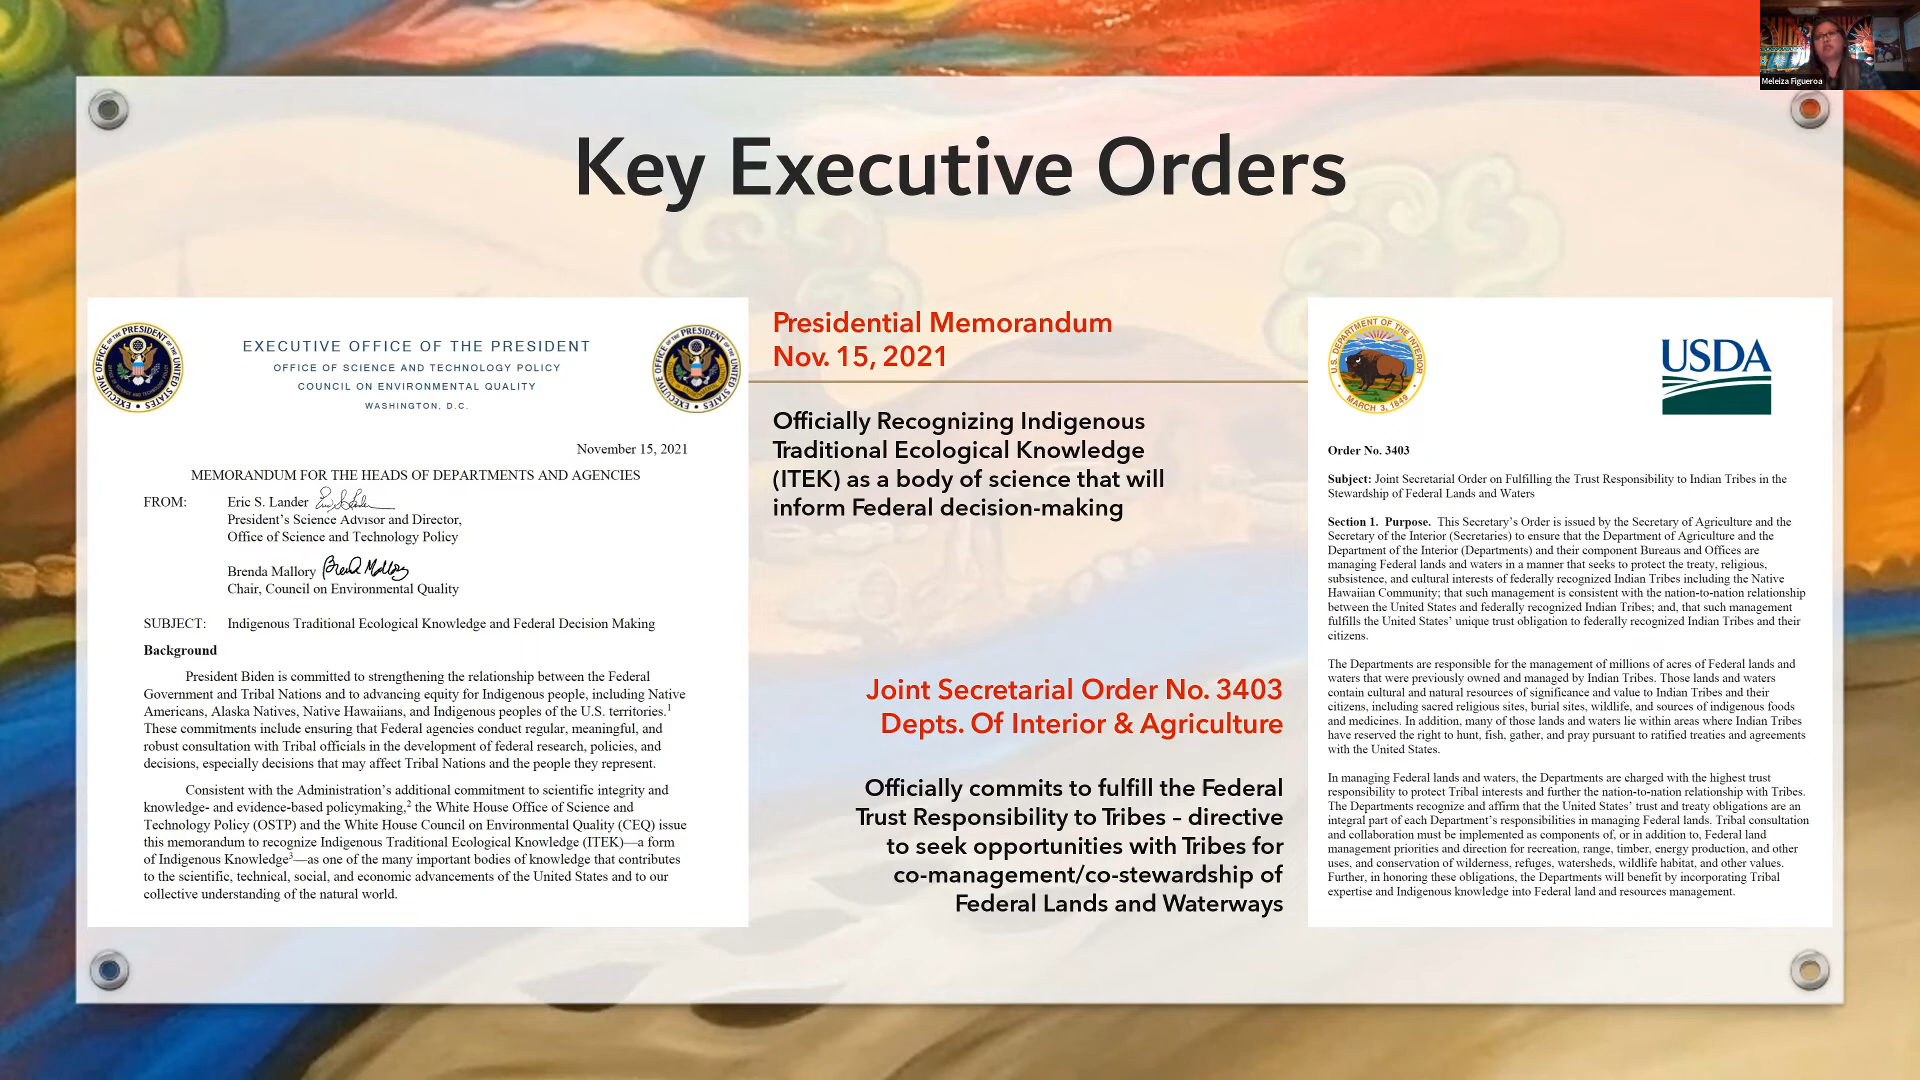 Meleiza Figueroa
Key Executive Orders
EXECUTIVE OFFICE OF THE PRESIDENT
OFFICE OF SCIENCE AND TECHNOLOGY POLICY
COUNCIL ON ENVIRONMENTAL QUALITY
WASHINGTON, D.C.
November 15, 2021
MEMORANDUM FOR THE HEADS OF DEPARTMENTS AND AGENCIES
FROM: Eric S. Lander
President's Science Advisor and Director,
Office of Science and Technology Policy
Brenda Mallory
Chair, Council on Environmental Quality
SUBJECT: Indigenous Traditional Ecological Knowledge and Federal Decision Making
Background
President Biden is committed to strengthening the relationship between the Federal
Government and Tribal Nations and to advancing equity for Indigenous people, including Native
Americans, Alaska Natives, Native Hawaiians, and Indigenous peoples of the U.S. territories.1
These commitments include ensuring that Federal agencies conduct regular, meaningful, and
robust consultation with Tribal officials in the development of federal research, policies, and
decisions, especially decisions that may affect Tribal Nations and the people they represent.
Consistent with the Administration's additional commitment to scientific integrity and
knowledge- and evidence-based policymaking,2 the White House Office of Science and
Technology Policy (OSTP) and the White House Council on Environmental Quality (CEQ) issue
this memorandum to recognize Indigenous Traditional Ecological Knowledge (ITEK)—a form
of Indigenous Knowledge3—as one of the many important bodies of knowledge that contributes
to the scientific, technical, social, and economic advancements of the United States and to our
collective understanding of the natural world.
Presidential Memorandum
Nov. 15, 2021
Officially Recognizing Indigenous
Traditional Ecological Knowledge
(ITEK) as a body of science that will
inform Federal decision-making
Joint Secretarial Order No. 3403
Depts. Of Interior & Agriculture
Officially commits to fulfill the Federal
Trust Responsibility to Tribes – directive
to seek opportunities with Tribes for
co-management/co-stewardship of
Federal Lands and Waterways
U.S. DEPARTMENT OF THE INTERIOR
MARCH 3, 1849
USDA
Order No. 3403
Subject: Joint Secretarial Order on Fulfilling the Trust Responsibility to Indian Tribes in the
Stewardship of Federal Lands and Waters
Section 1. Purpose. This Secretary's Order is issued by the Secretary of Agriculture and the
Secretary of the Interior (Secretaries) to ensure that the Department of Agriculture and the
Department of the Interior (Departments) and their component Bureaus and Offices are
managing Federal lands and waters in a manner that seeks to protect the treaty, religious,
subsistence, and cultural interests of federally recognized Indian Tribes including the Native
Hawaiian Community; that such management is consistent with the nation-to-nation relationship
between the United States and federally recognized Indian Tribes; and, that such management
fulfills the United States' unique trust obligation to federally recognized Indian Tribes and their
citizens.
The Departments are responsible for the management of millions of acres of Federal lands and
waters that were previously owned and managed by Indian Tribes. Those lands and waters
contain cultural and natural resources of significance and value to Indian Tribes and their
citizens, including sacred religious sites, burial sites, wildlife, and sources of indigenous foods
and medicines. In addition, many of those lands and waters lie within areas where Indian Tribes
have reserved the right to hunt, fish, gather, and pray pursuant to ratified treaties and agreements
with the United States.
In managing Federal lands and waters, the Departments are charged with the highest trust
responsibility to protect Tribal interests and further the nation-to-nation relationship with Tribes.
The Departments recognize and affirm that the United States' trust and treaty obligations are an
integral part of each Department's responsibilities in managing Federal lands. Tribal consultation
and collaboration must be implemented as components of, or in addition to, Federal land
management priorities and direction for recreation, range, timber, energy production, and other
uses, and conservation of wilderness, refuges, watersheds, wildlife habitat, and other values.
Further, in honoring these obligations, the Departments will benefit by incorporating Tribal
expertise and Indigenous knowledge into Federal land and resources management.